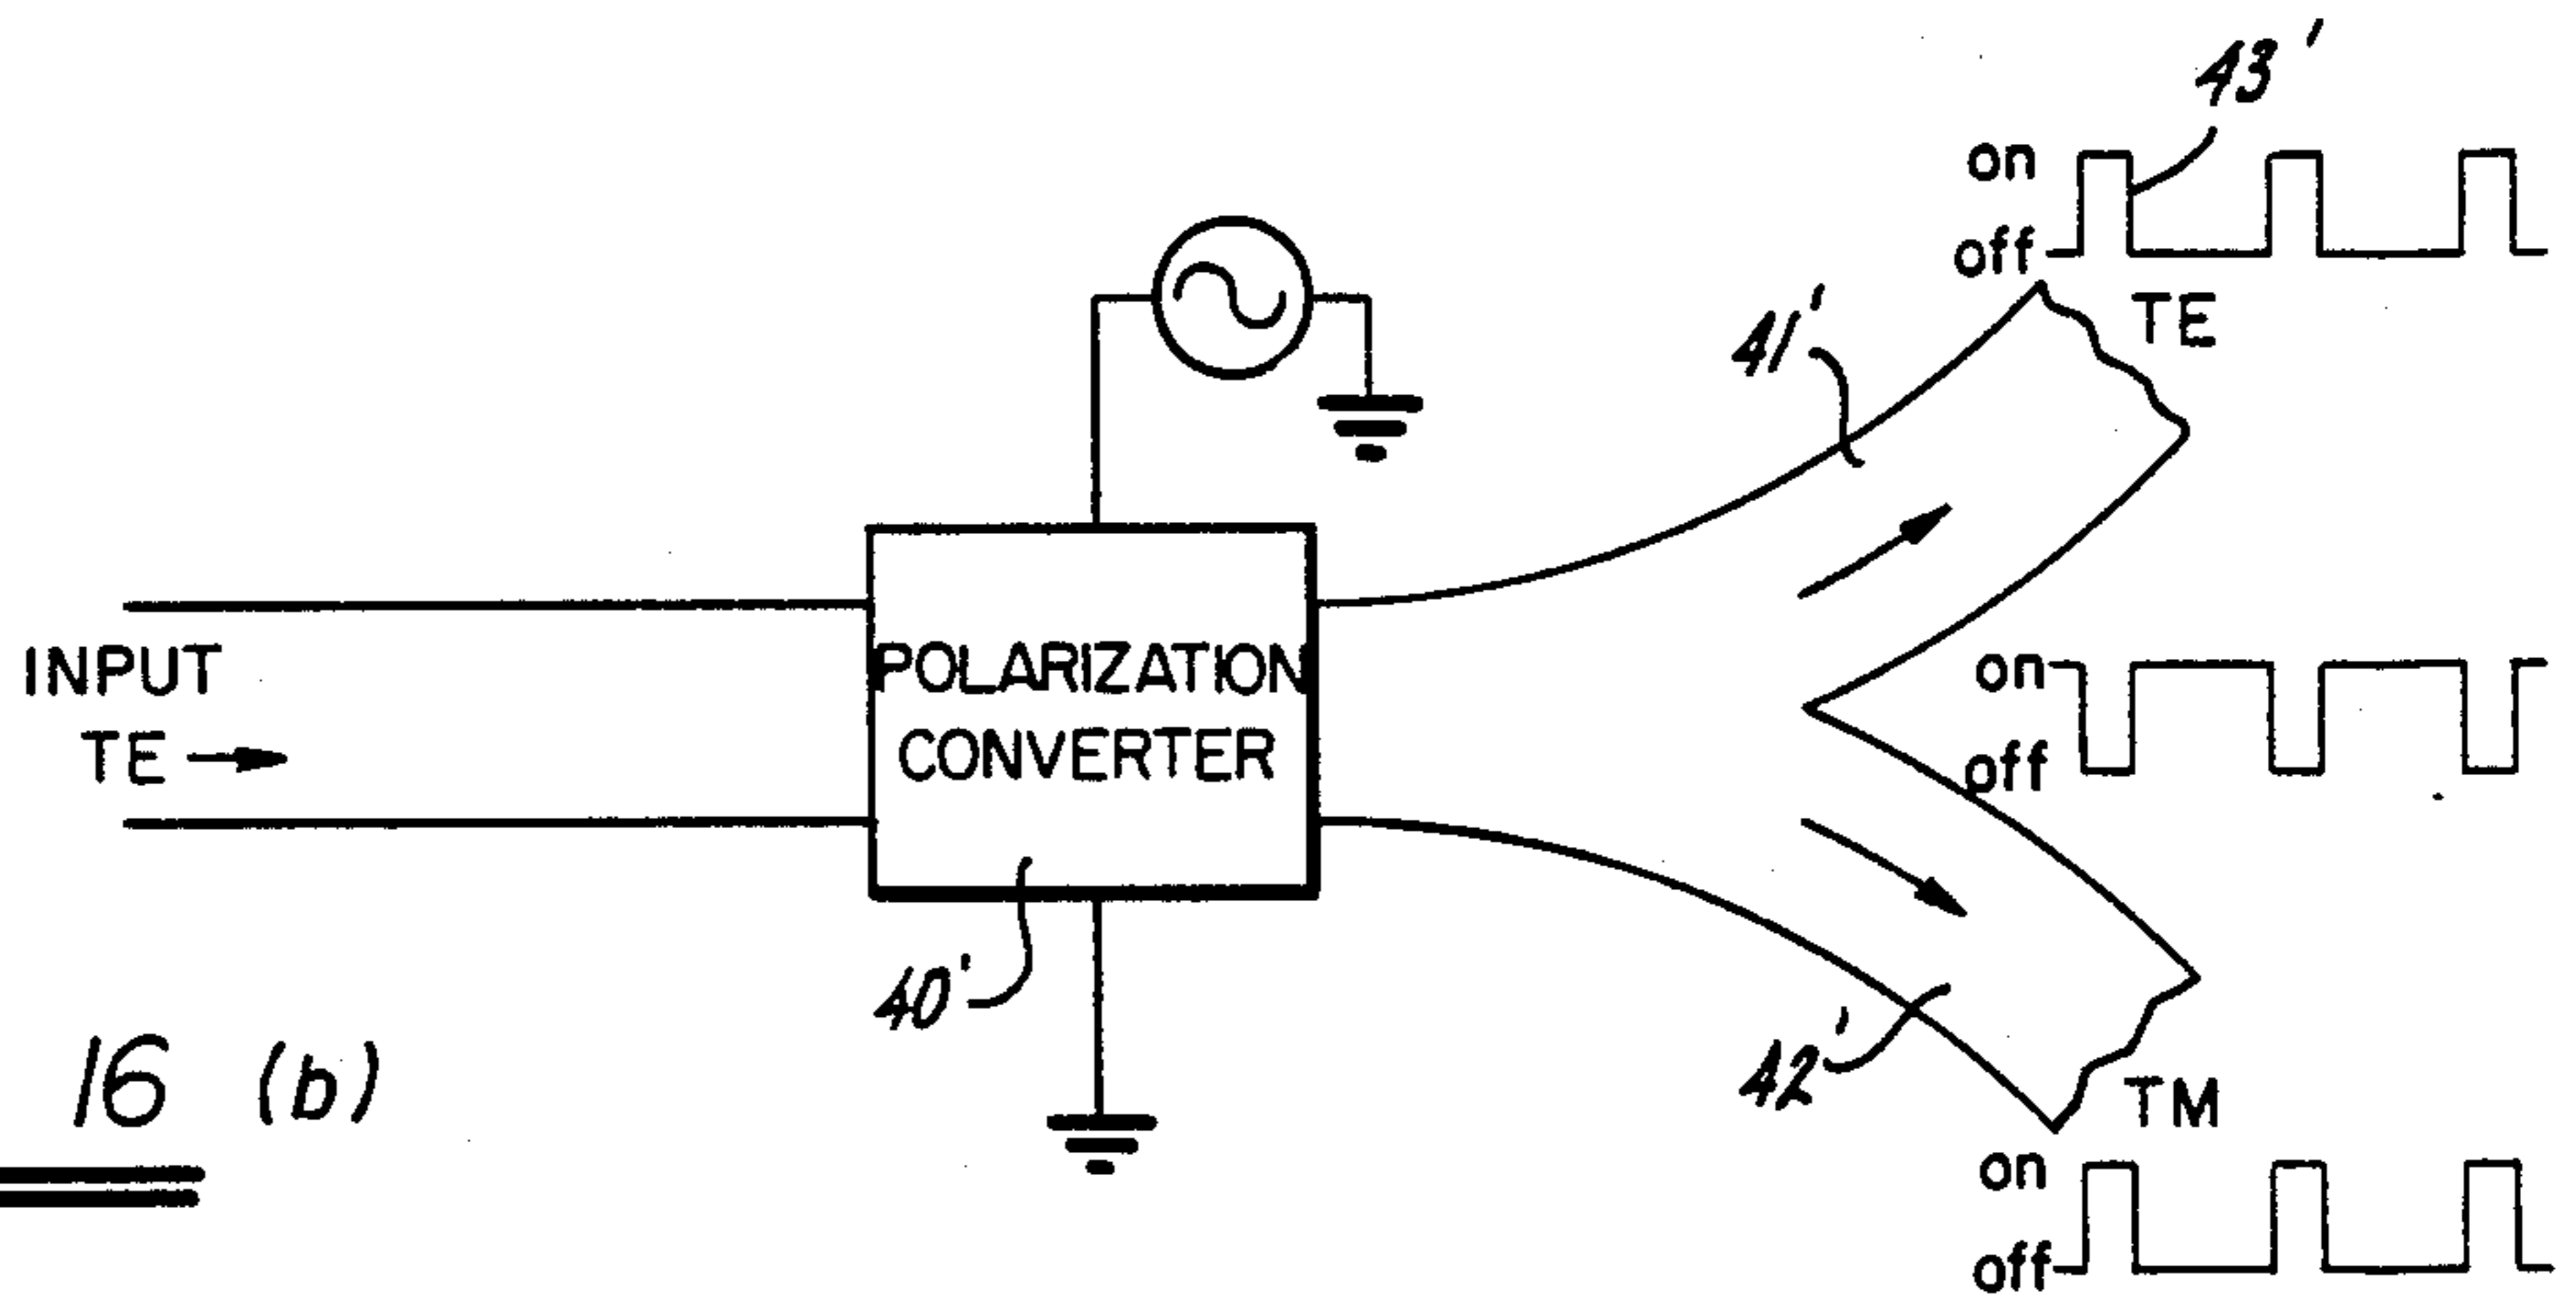 43'
on
off
TE
41'
INPUT
TE
POLARIZATION
CONVERTER
on
off
40'
42'
TM
16 (b)
on
off